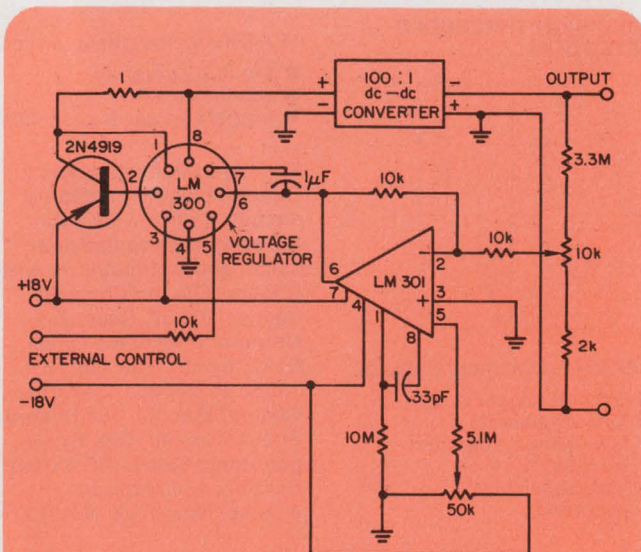 1
100 : 1
dc-dc
CONVERTER
+
-
-
+
OUTPUT
2N4919
1
8
2
LM
300
7
6
3
4
5
VOLTAGE
REGULATOR
1μF
10k
3.3M
10k
10k
2k
6
7
4
1
8
LM 301
-
2
+
3
5
+18V
10k
EXTERNAL CONTROL
-18V
33pF
10M
5.1M
50k